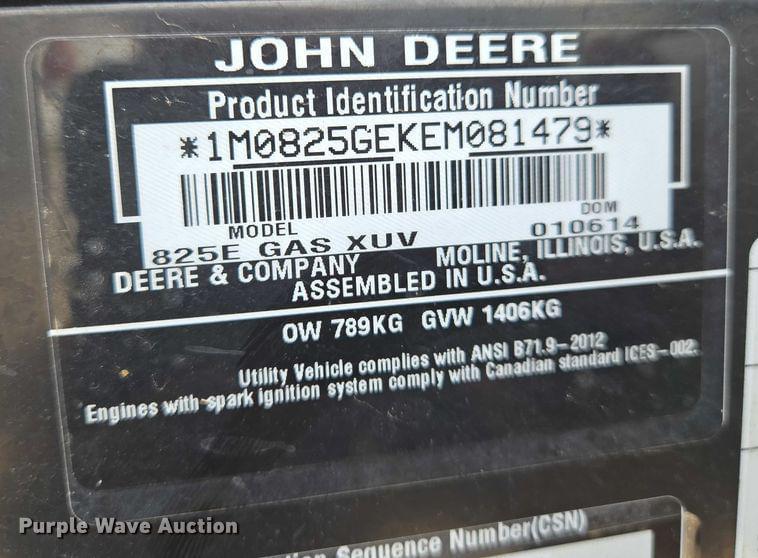 JOHN DEERE
Product Identification Number
*1M0825GEKEM081479*
MODEL DOM
825E GAS XUV 010614
DEERE & COMPANY MOLINE, ILLINOIS, U.S.A.
ASSEMBLED IN U.S.A.
OW 789KG GVW 1406KG
Utility Vehicle complies with ANSI B71.9-2012
Engines with spark ignition system comply with Canadian standard ICES-002.
Sequence Number(CSN)
Purple Wave Auction